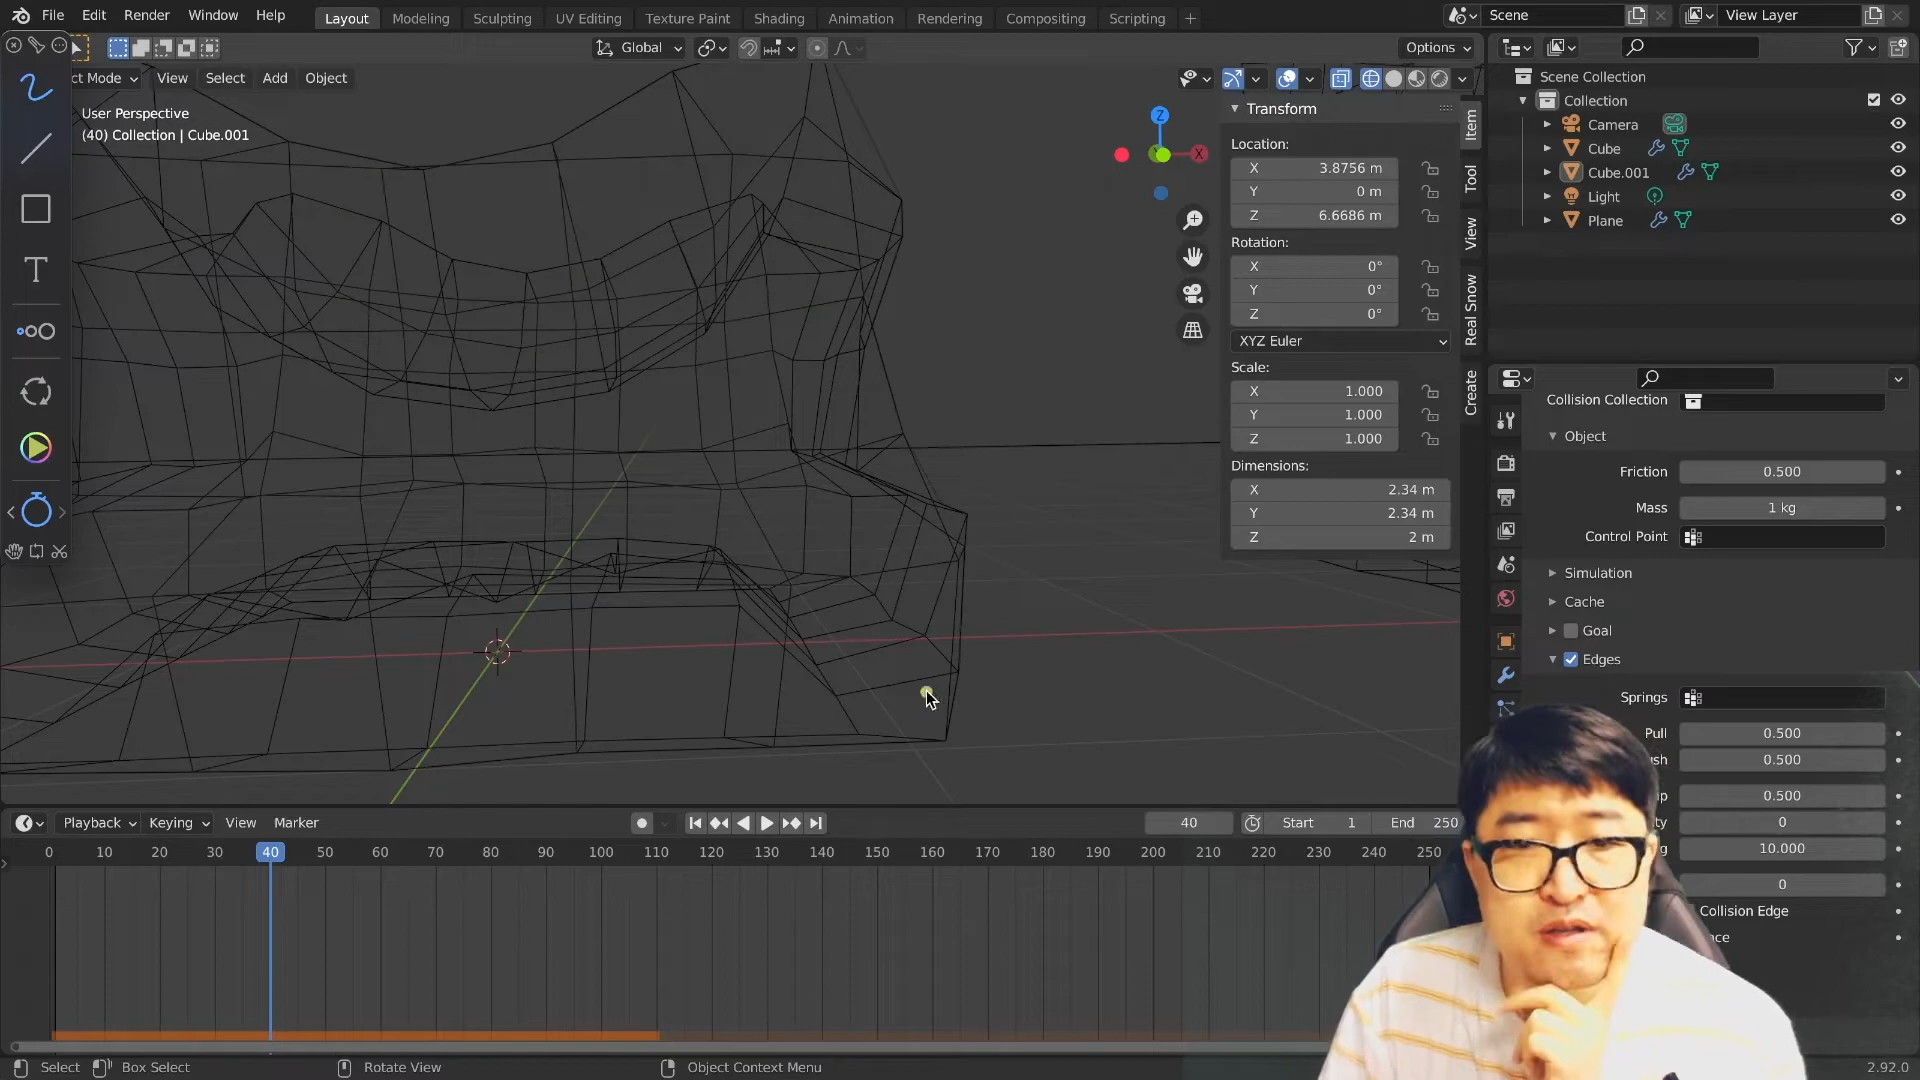 File Edit Render Window Help Layout Modeling Sculpting UV Editing Texture Paint Shading Animation Rendering Compositing Scripting + Scene View Layer
Global Options
ct Mode View Select Add Object
User Perspective
(40) Collection | Cube.001
Z
X
Transform
Location:
X 3.8756 m
Y 0 m
Z 6.6686 m
Rotation:
X 0°
Y 0°
Z 0°
XYZ Euler
Scale:
X 1.000
Y 1.000
Z 1.000
Dimensions:
X 2.34 m
Y 2.34 m
Z 2 m
Item
Tool
View
Real Snow
Create
Scene Collection
Collection
Camera
Cube
Cube.001
Light
Plane
Collision Collection
Object
Friction 0.500
Mass 1 kg
Control Point
Simulation
Cache
Goal
Edges
Springs
Pull 0.500
sh 0.500
p 0.500
ty 0
g 10.000
0
Collision Edge
ace
T
Playback Keying View Marker 40 Start 1 End 250
0 10 20 30 40 50 60 70 80 90 100 110 120 130 140 150 160 170 180 190 200 210 220 230 240 250
Select Box Select Rotate View Object Context Menu 2.92.0